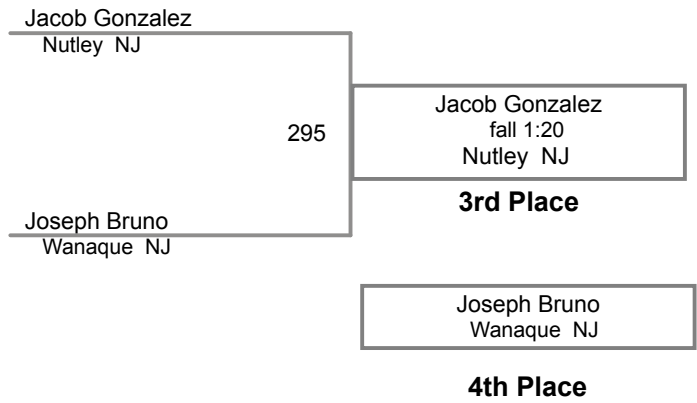 Jacob Gonzalez
Nutley NJ
295
Jacob Gonzalez
fall 1:20
Nutley NJ
3rd Place
Joseph Bruno
Wanaque NJ
Joseph Bruno
Wanaque NJ
4th Place